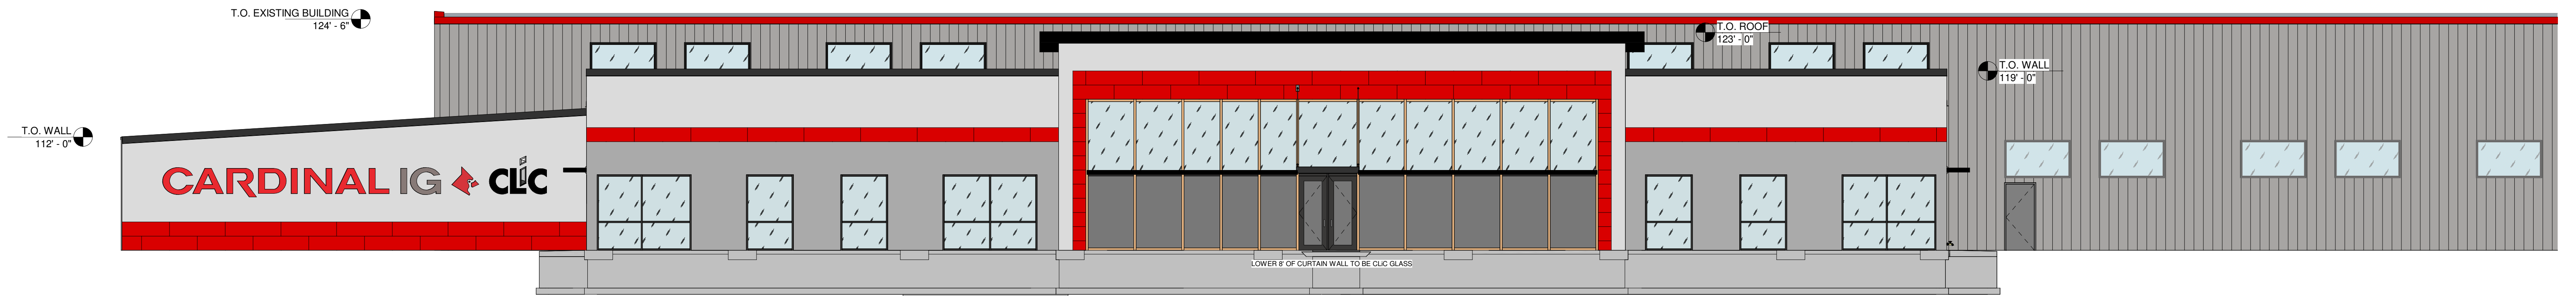 T.O. EXISTING BUILDING
124' - 6"
T.O. ROOF
123' - 0"
T.O. WALL
119' - 0"
T.O. WALL
112' - 0"
CARDINAL IG CLiC
LOWER 8' OF CURTAIN WALL TO BE CLiC GLASS